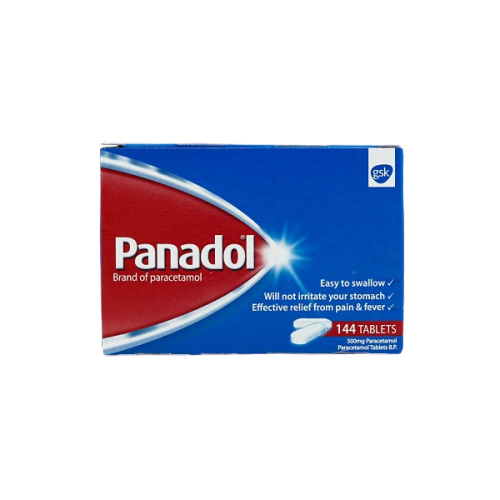 gsk
Panadol
Brand of paracetamol
Easy to swallow ✓
Will not irritate your stomach ✓
Effective relief from pain & fever ✓
144 TABLETS
500mg Paracetamol
Paracetamol Tablets B.P.